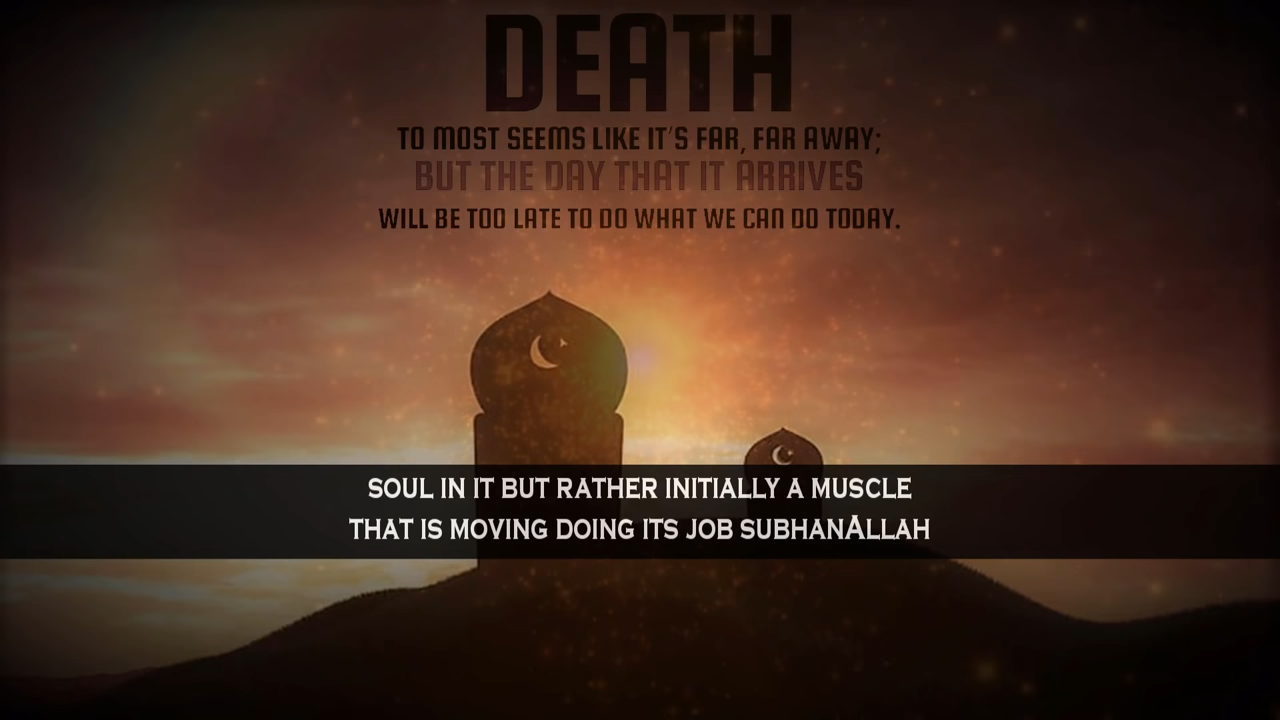 DEATH
TO MOST SEEMS LIKE IT'S FAR, FAR AWAY;
BUT THE DAY THAT IT ARRIVES
WILL BE TOO LATE TO DO WHAT WE CAN DO TODAY.
SOUL IN IT BUT RATHER INITIALLY A MUSCLE
THAT IS MOVING DOING ITS JOB SUBHANALLAH